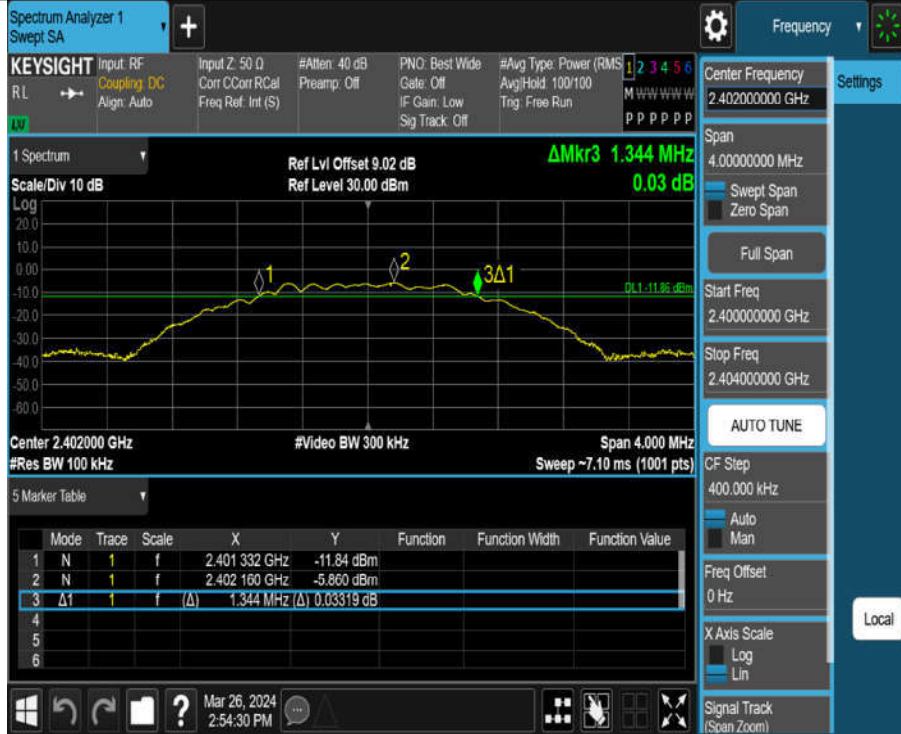 Spectrum Analyzer 1
Swept SA
+
Frequency
KEYSIGHT
RL
Input: RF
Coupling: DC
Align: Auto
Input Z: 50 Ω
Corr CCorr RCal
Freq Ref: Int (S)
#Atten: 40 dB
Preamp: Off
PNO: Best Wide
Gate: Off
IF Gain: Low
Sig Track: Off
#Avg Type: Power (RMS
Avg|Hold: 100/100
Trig: Free Run
1 2 3 4 5 6
M W W W W W
P P P P P P
1 Spectrum
Scale/Div 10 dB
Ref Lvl Offset 9.02 dB
Ref Level 30.00 dBm
ΔMkr3 1.344 MHz
0.03 dB
Log
20.0
10.0
0.00
-10.0
-20.0
-30.0
-40.0
-50.0
-60.0
1
2
3Δ1
DL1 -11.86 dBm
Center 2.402000 GHz
#Video BW 300 kHz
Span 4.000 MHz
#Res BW 100 kHz
Sweep ~7.10 ms (1001 pts)
5 Marker Table
Mode Trace Scale X Y Function Function Width Function Value
1 N 1 f 2.401 332 GHz -11.84 dBm
2 N 1 f 2.402 160 GHz -5.860 dBm
3 Δ1 1 f (Δ) 1.344 MHz (Δ) 0.03319 dB
4
5
6
?
Mar 26, 2024
2:54:30 PM
Center Frequency
2.402000000 GHz
Settings
Span
4.00000000 MHz
Swept Span
Zero Span
Full Span
Start Freq
2.400000000 GHz
Stop Freq
2.404000000 GHz
AUTO TUNE
CF Step
400.000 kHz
Auto
Man
Freq Offset
0 Hz
X Axis Scale
Log
Lin
Local
Signal Track
(Span Zoom)